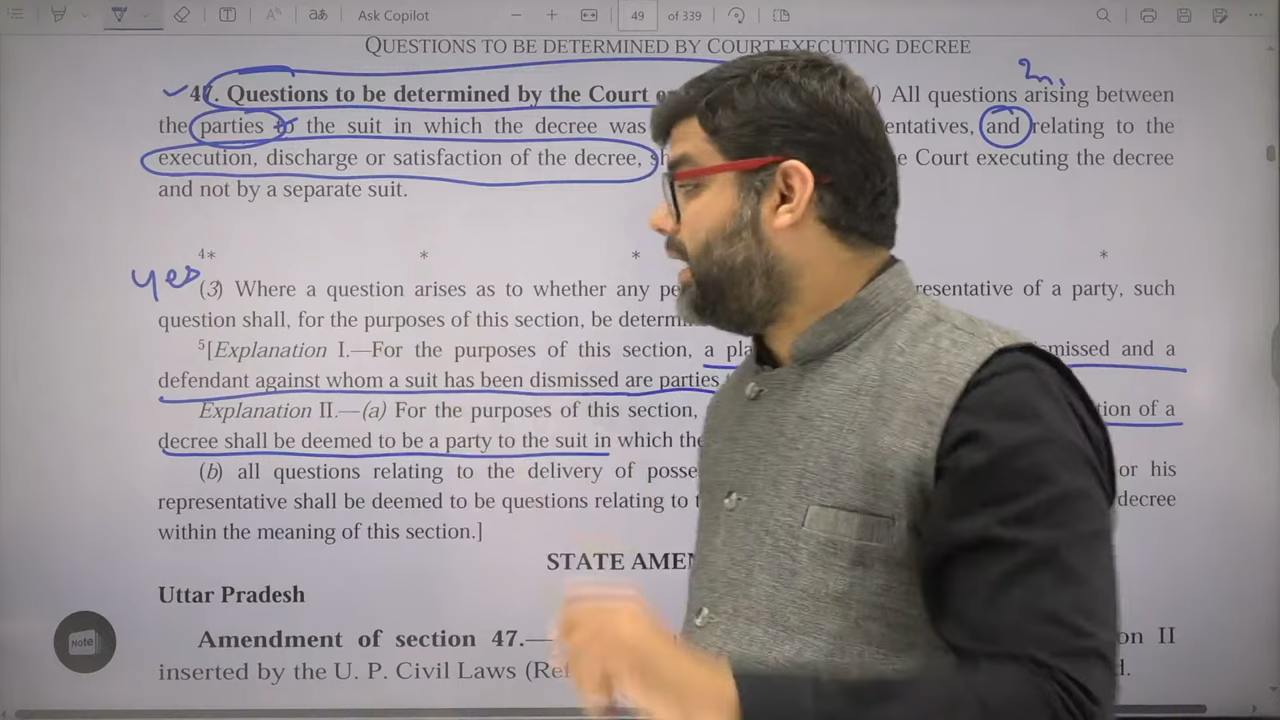 Ask Copilot
49 of 339
QUESTIONS TO BE DETERMINED BY COURT EXECUTING DECREE
47. Questions to be determined by the Court All questions arising between
the parties to the suit in which the decree was entatives, and relating to the
execution, discharge or satisfaction of the decree, Court executing the decree
and not by a separate suit.
4* * * *
yes
(3) Where a question arises as to whether any resentative of a party, such
question shall, for the purposes of this section, be
5[Explanation I.—For the purposes of this section, a missed and a
defendant against whom a suit has been dismissed are parties
Explanation II.—(a) For the purposes of this section, tion of a
decree shall be deemed to be a party to the suit in which the
(b) all questions relating to the delivery of or his
representative shall be deemed to be questions relating to decree
within the meaning of this section.]
STATE
Uttar Pradesh
Amendment of section 47.— on II
inserted by the U. P. Civil Laws d.
Note